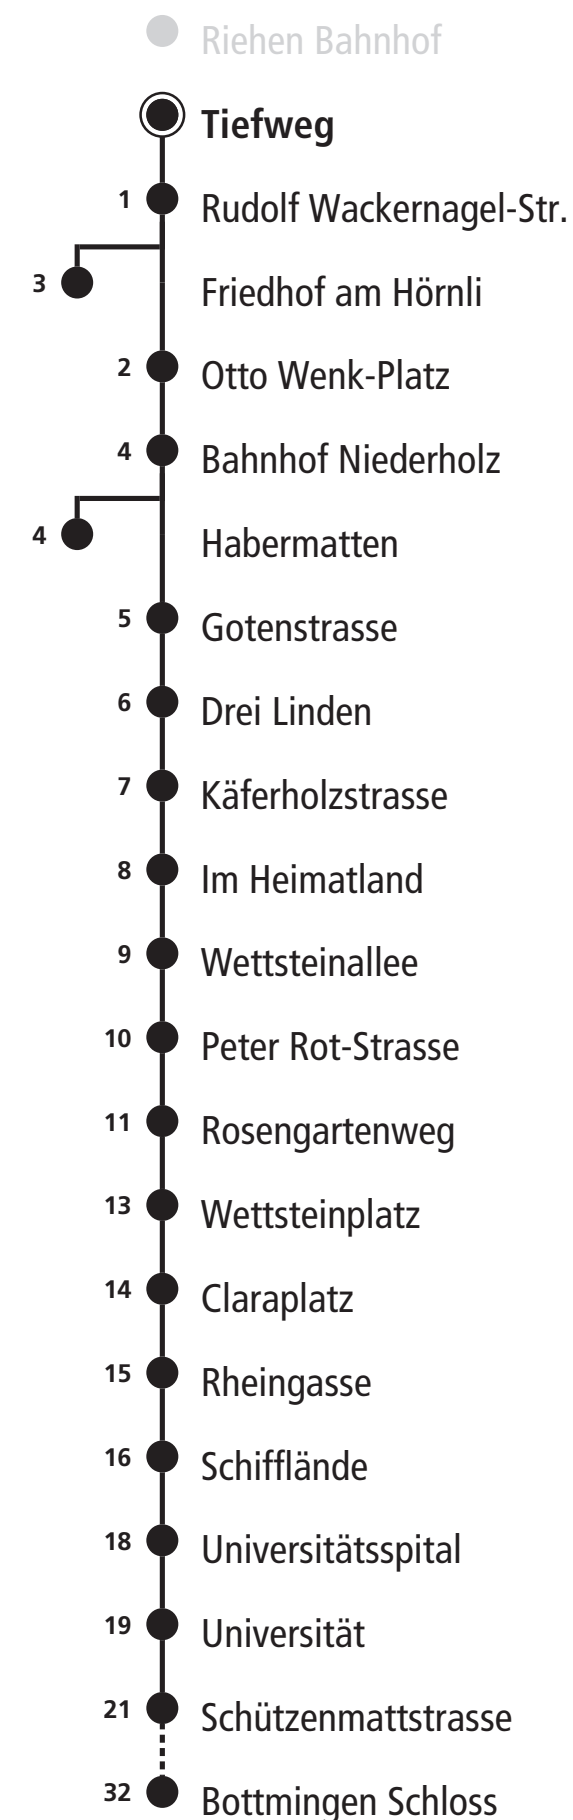 Riehen Bahnhof
Tiefweg
1 Rudolf Wackernagel-Str.
3 Friedhof am Hörnli
2 Otto Wenk-Platz
4 Bahnhof Niederholz
4 Habermatten
5 Gotenstrasse
6 Drei Linden
7 Käferholzstrasse
8 Im Heimatland
9 Wettsteinallee
10 Peter Rot-Strasse
11 Rosengartenweg
13 Wettsteinplatz
14 Claraplatz
15 Rheingasse
16 Schifflände
18 Universitätsspital
19 Universität
21 Schützenmattstrasse
32 Bottmingen Schloss